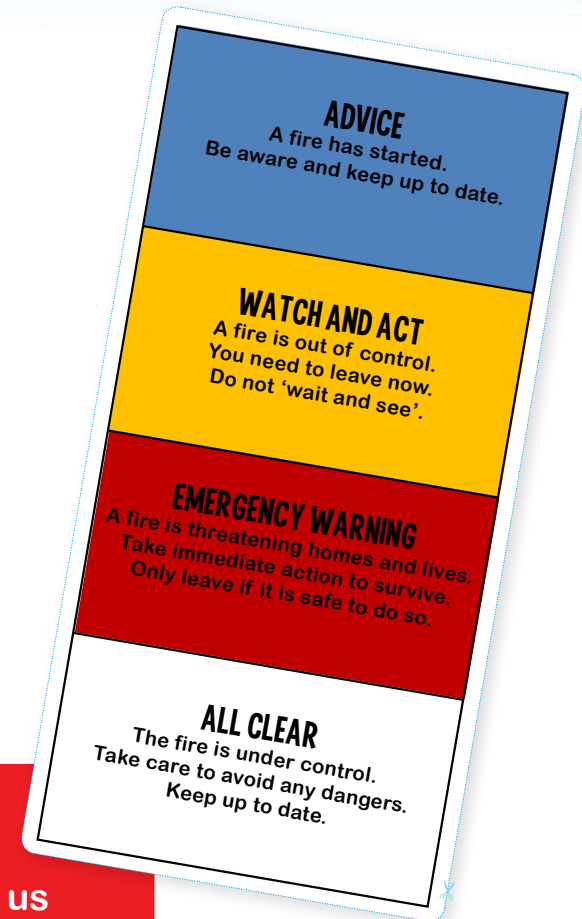 ADVICE
A fire has started.
Be aware and keep up to date.
WATCH AND ACT
A fire is out of control.
You need to leave now.
Do not ‘wait and see’.
EMERGENCY WARNING
A fire is threatening homes and lives.
Take immediate action to survive.
Only leave if it is safe to do so.
ALL CLEAR
The fire is under control.
Take care to avoid any dangers.
Keep up to date.
us